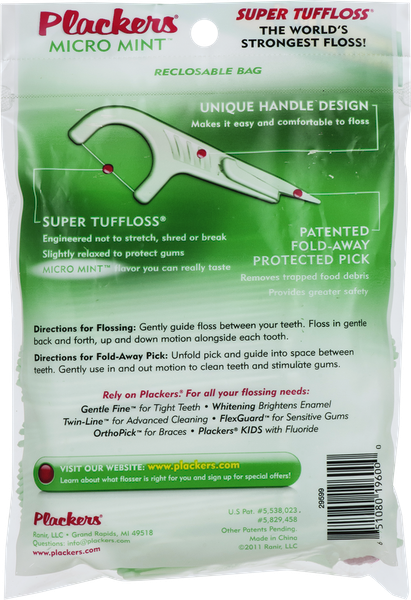 Plackers®
MICRO MINT™
SUPER TUFFLOSS®
THE WORLD'S
STRONGEST FLOSS!
RECLOSABLE BAG
UNIQUE HANDLE DESIGN
Makes it easy and comfortable to floss
SUPER TUFFLOSS®
Engineered not to stretch, shred or break
Slightly relaxed to protect gums
MICRO MINT™ flavor you can really taste
PATENTED
FOLD-AWAY
PROTECTED PICK
Removes trapped food debris
Provides greater safety
Directions for Flossing: Gently guide floss between your teeth. Floss in gentle
back and forth, up and down motion alongside each tooth.
Directions for Fold-Away Pick: Unfold pick and guide into space between
teeth. Gently use in and out motion to clean teeth and stimulate gums.
Rely on Plackers.® For all your flossing needs:
Gentle Fine™ for Tight Teeth • Whitening Brightens Enamel
Twin-Line™ for Advanced Cleaning • FlexGuard™ for Sensitive Gums
OrthoPick™ for Braces • Plackers® KIDS with Fluoride
VISIT OUR WEBSITE: www.plackers.com
Learn about what flosser is right for you and sign up for special offers!
Plackers®
Ranir, LLC • Grand Rapids, MI 49518
Questions: info@plackers.com
www.plackers.com
U.S Pat. #5,538,023,
#5,829,458
Other Patents Pending.
Made in China
©2011 Ranir, LLC
29699
6 51080 19600 0